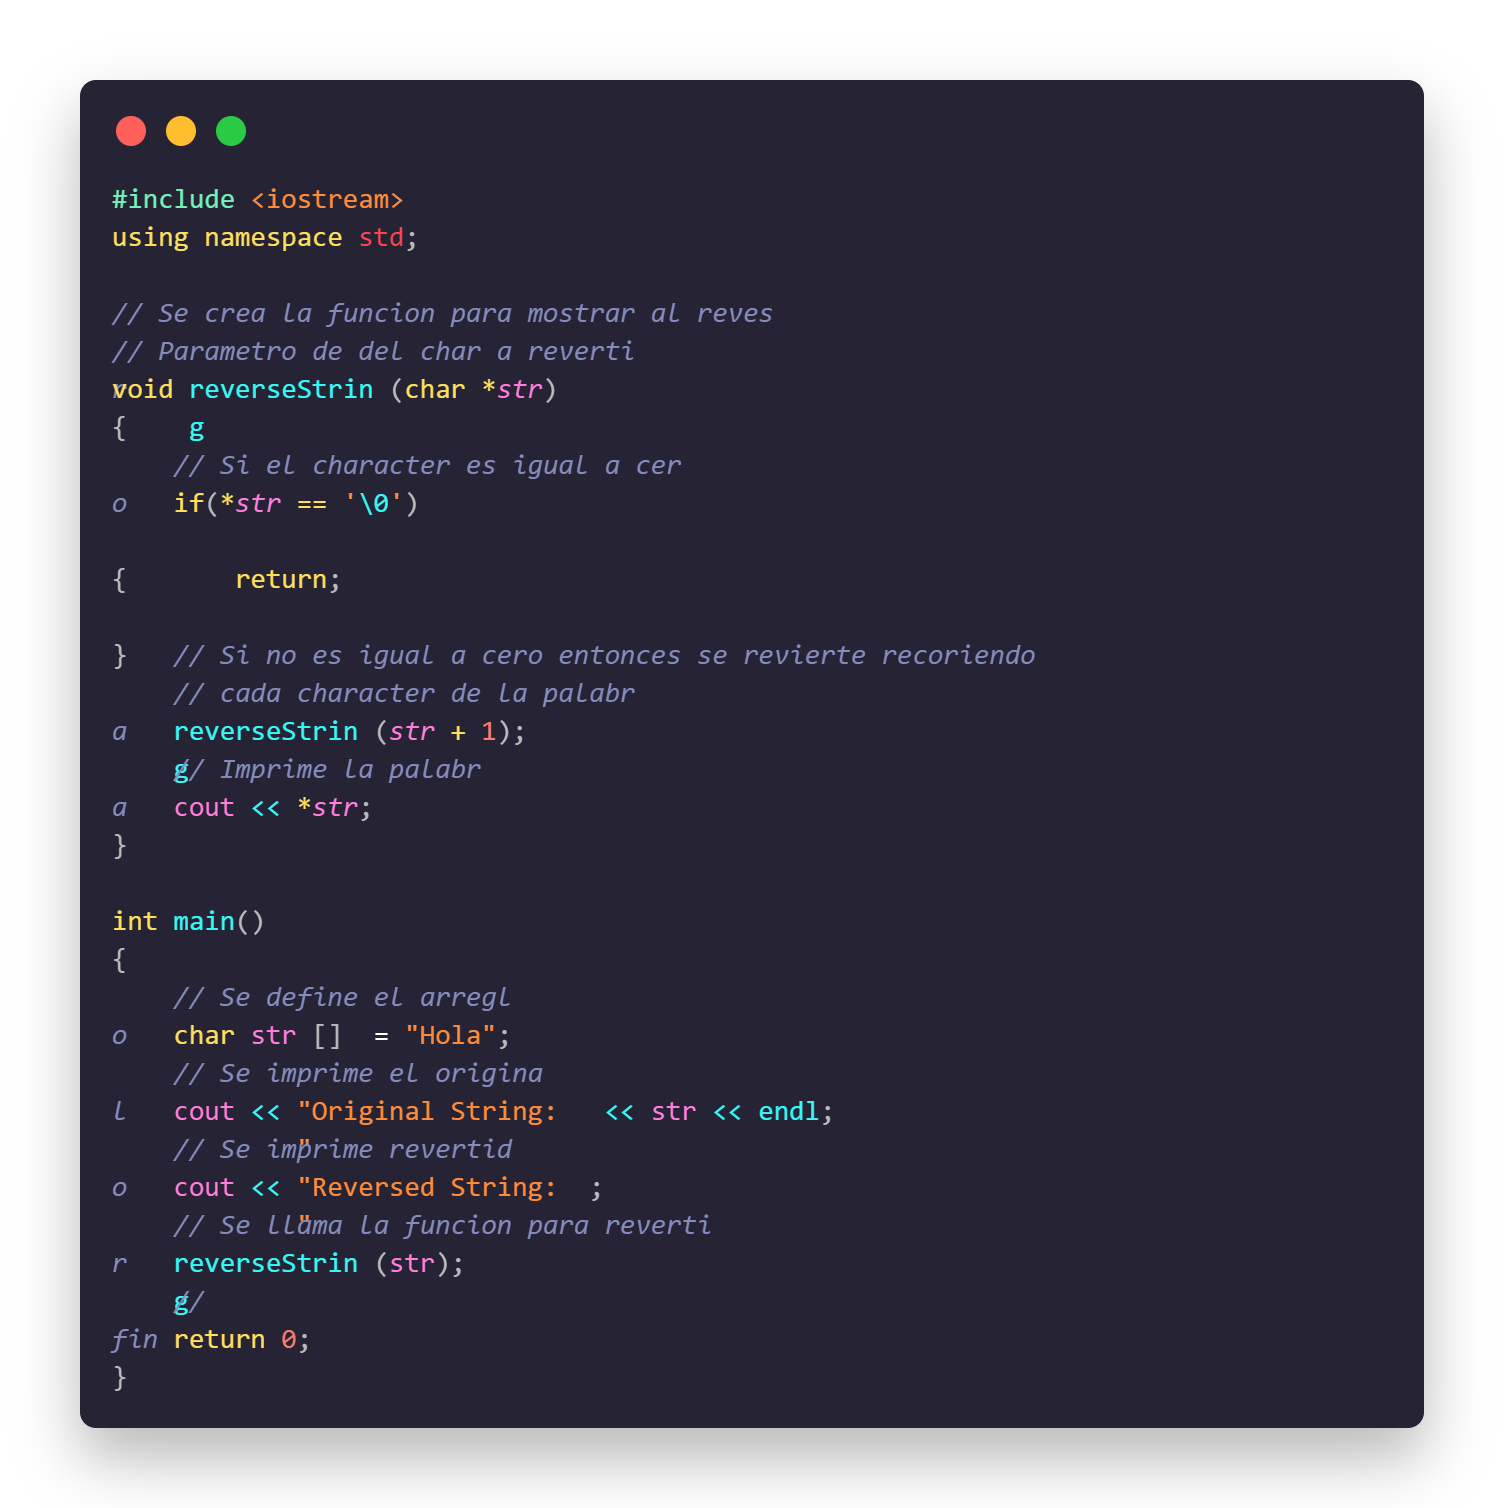 #include <iostream>
using namespace std;
// Se crea la funcion para mostrar al reves
// Parametro de del char a reverti
r
void reverseStrin (char *str)
{    g
    // Si el character es igual a cer
o   if(*str == '\0')
{       return;
}   // Si no es igual a cero entonces se revierte recoriendo
    // cada character de la palabr
a   reverseStrin (str + 1);
    g
    // Imprime la palabr
a   cout << *str;
}
int main()
{
    // Se define el arregl
o   char str []  = "Hola";
    // Se imprime el origina
l   cout << "Original String:   << str << endl;
            "
    // Se imprime revertid
o   cout << "Reversed String:  ;
            "
    // Se llama la funcion para reverti
r   reverseStrin (str);
    g
    //
fin return 0;
}